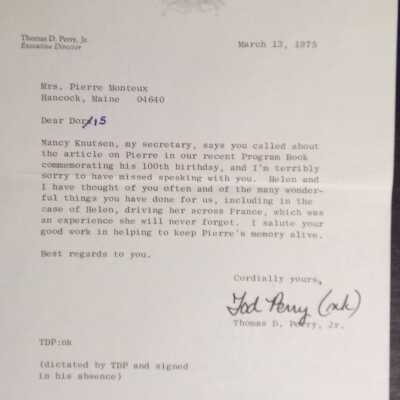 Thomas D. Perry, Jr.
Executive Director
March 13, 1975
Mrs. Pierre Monteux
Hancock, Maine 04640
Dear Doris
Nancy Knutsen, my secretary, says you called about
the article on Pierre in our recent Program Book
commemorating his 100th birthday, and I'm terribly
sorry to have missed speaking with you. Helen and
I have thought of you often and of the many wonder-
ful things you have done for us, including in the
case of Helen, driving her across France, which was
an experience she will never forget. I salute your
good work in helping to keep Pierre's memory alive.
Best regards to you.
Cordially yours,
Tod Perry (nk)
Thomas D. Perry, Jr.
TDP:nk
(dictated by TDP and signed
in his absence)